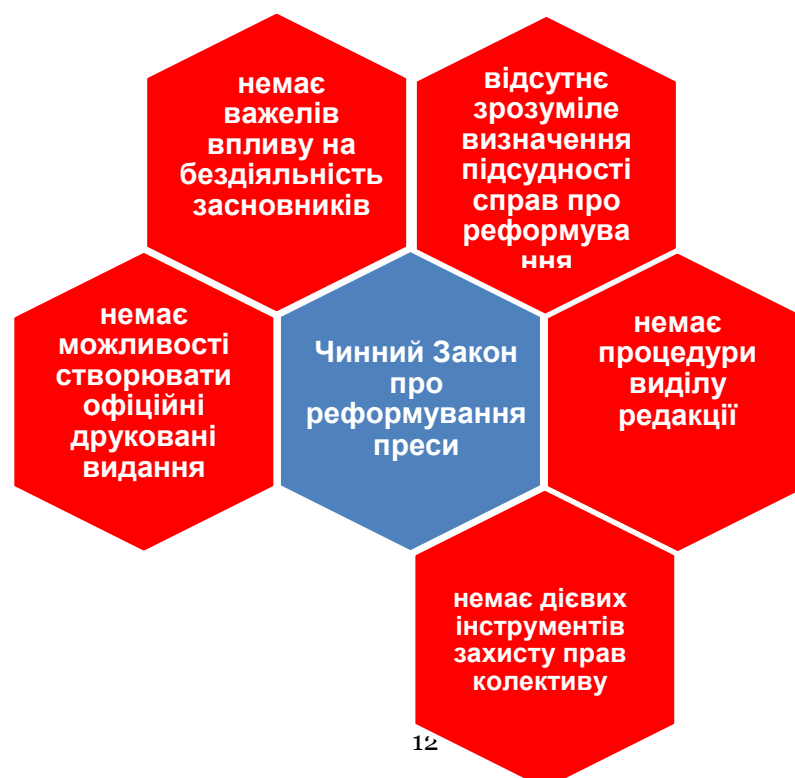 немає
важелів
впливу на
бездіяльність
засновників
відсутнє
зрозуміле
визначення
підсудності
справ про
реформува
ння
немає
можливості
створювати
офіційні
друковані
видання
Чинний Закон
про
реформування
преси
немає
процедури
виділу
редакції
немає дієвих
інструментів
захисту прав
колективу
12